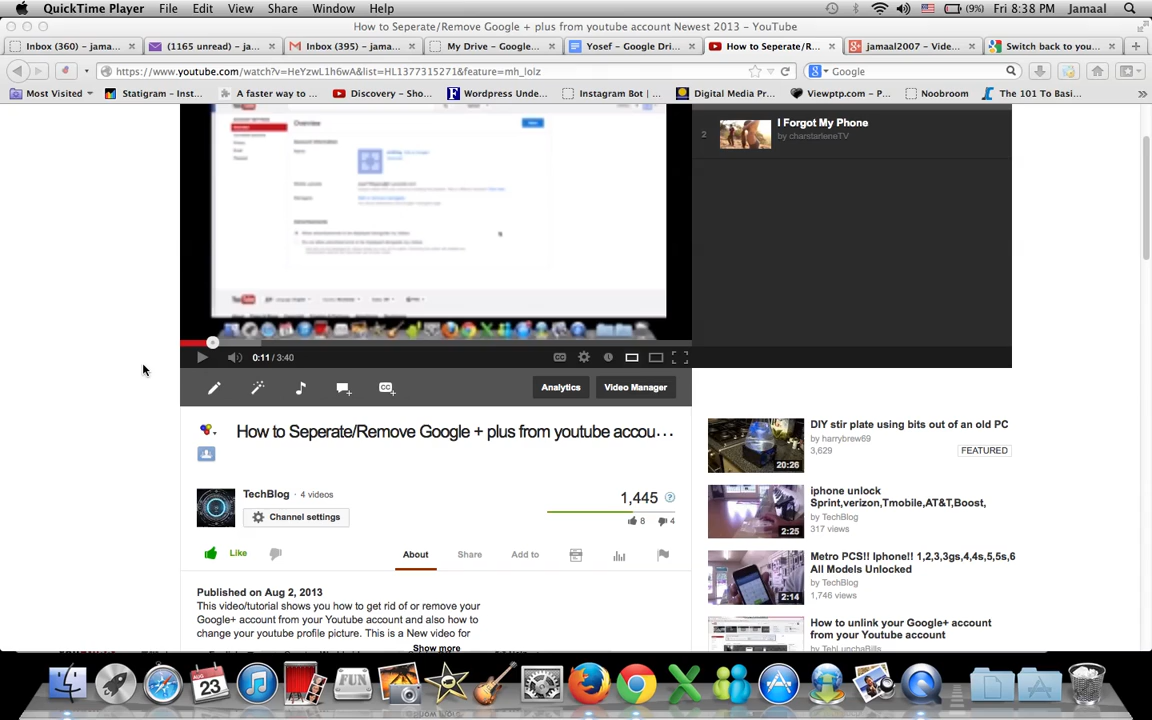 QuickTime Player File Edit View Share Window Help (9%) Fri 8:38 PM Jamaal
How to Seperate/Remove Google + plus from youtube account Newest 2013 – YouTube
Inbox (360) – jama... (1165 unread) – ja... Inbox (395) – jama... My Drive – Google... Yosef – Google Dri... How to Seperate/R... jamaal2007 – Vide... Switch back to you...
https://www.youtube.com/watch?v=HeYzwL1h6wA&list=HL1377315271&feature=mh_lolz Google
Most Visited Statigram – Inst... A faster way to ... Discovery – Sho... Wordpress Unde... Instagram Bot | ... Digital Media Pr... Viewptp.com – P... Noobroom The 101 To Basi...
Overview
2 I Forgot My Phone
by charstarleneTV
0:11 / 3:40
Analytics Video Manager
How to Seperate/Remove Google + plus from youtube accou...
TechBlog · 4 videos
Channel settings
1,445
8 4
Like About Share Add to
Published on Aug 2, 2013
This video/tutorial shows you how to get rid of or remove your
Google+ account from your Youtube account and also how to
change your youtube profile picture. This is a New video for
Show more
DIY stir plate using bits out of an old PC
by harrybrew69
3,629 FEATURED
20:26
iphone unlock
Sprint,verizon,Tmobile,AT&T,Boost,
by TechBlog
317 views
2:25
Metro PCS!! Iphone!! 1,2,3,3gs,4,4s,5,5s,6
All Models Unlocked
by TechBlog
1,746 views
2:14
How to unlink your Google+ account
from your Youtube account
by TehLunchaBills
AUG
23
FUN